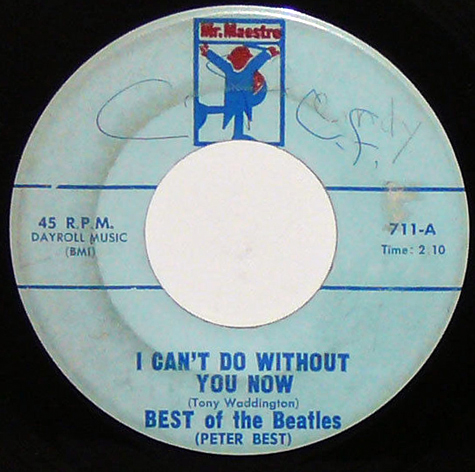 Mr. Maestro
C
Candy
C.f.
45 R.P.M.
DAYROLL MUSIC
(BMI)
711-A
Time: 2:10
I CAN'T DO WITHOUT
YOU NOW
(Tony Waddington)
BEST of the Beatles
(PETER BEST)